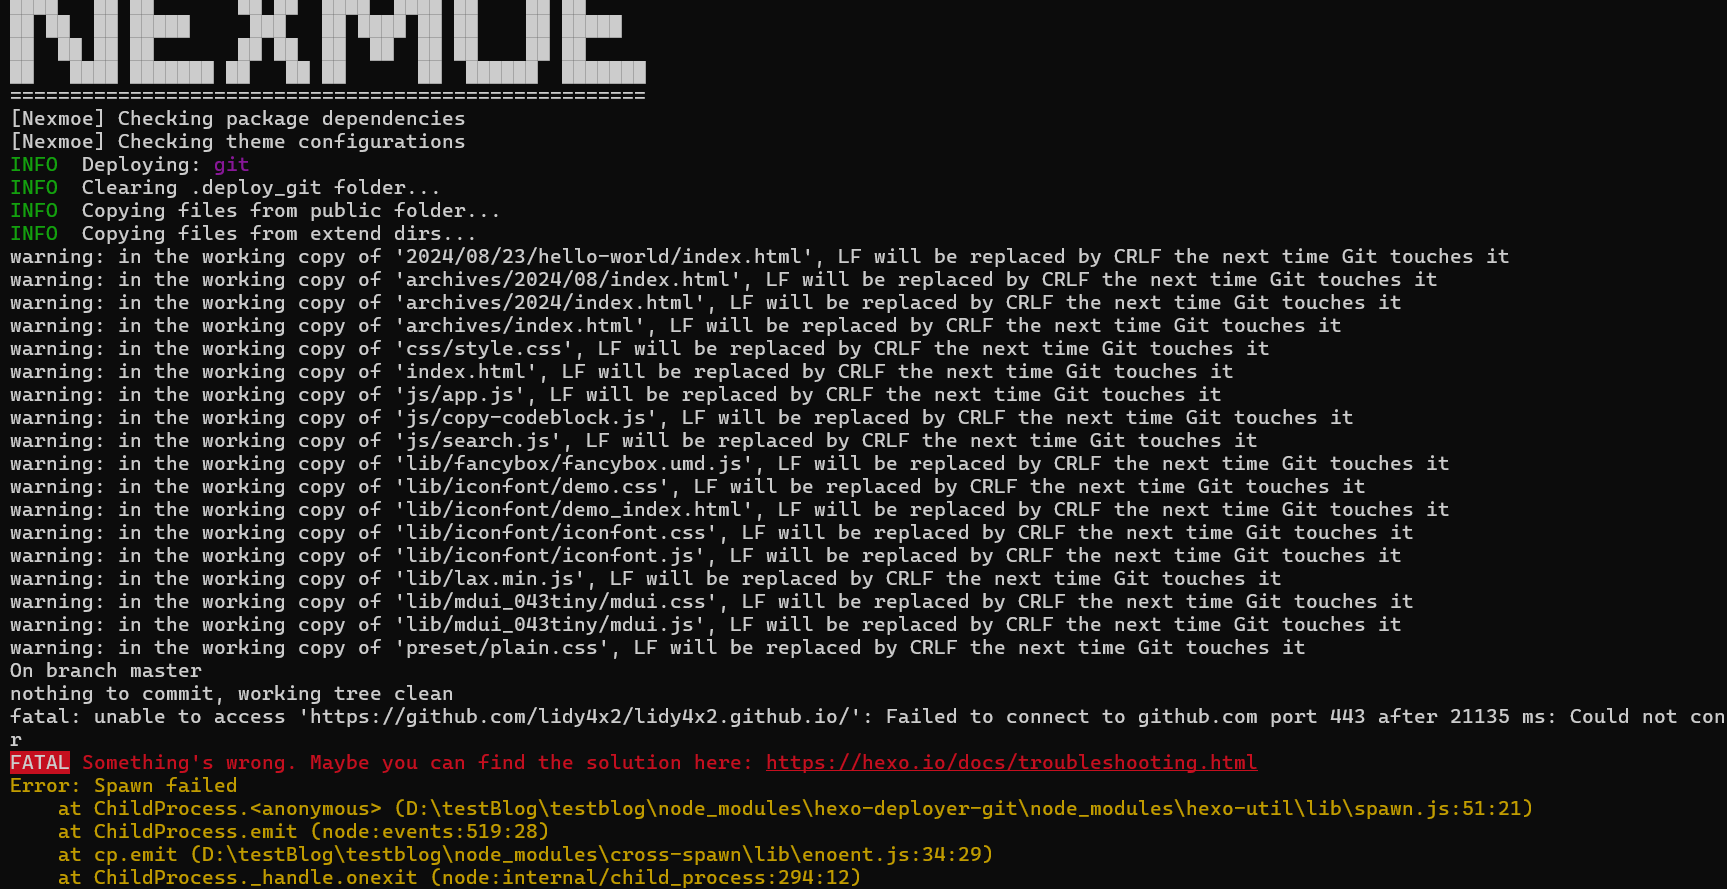 NEXMOE
=====================================================
[Nexmoe] Checking package dependencies
[Nexmoe] Checking theme configurations
INFO  Deploying: git
INFO  Clearing .deploy_git folder...
INFO  Copying files from public folder...
INFO  Copying files from extend dirs...
warning: in the working copy of '2024/08/23/hello-world/index.html', LF will be replaced by CRLF the next time Git touches it
warning: in the working copy of 'archives/2024/08/index.html', LF will be replaced by CRLF the next time Git touches it
warning: in the working copy of 'archives/2024/index.html', LF will be replaced by CRLF the next time Git touches it
warning: in the working copy of 'archives/index.html', LF will be replaced by CRLF the next time Git touches it
warning: in the working copy of 'css/style.css', LF will be replaced by CRLF the next time Git touches it
warning: in the working copy of 'index.html', LF will be replaced by CRLF the next time Git touches it
warning: in the working copy of 'js/app.js', LF will be replaced by CRLF the next time Git touches it
warning: in the working copy of 'js/copy-codeblock.js', LF will be replaced by CRLF the next time Git touches it
warning: in the working copy of 'js/search.js', LF will be replaced by CRLF the next time Git touches it
warning: in the working copy of 'lib/fancybox/fancybox.umd.js', LF will be replaced by CRLF the next time Git touches it
warning: in the working copy of 'lib/iconfont/demo.css', LF will be replaced by CRLF the next time Git touches it
warning: in the working copy of 'lib/iconfont/demo_index.html', LF will be replaced by CRLF the next time Git touches it
warning: in the working copy of 'lib/iconfont/iconfont.css', LF will be replaced by CRLF the next time Git touches it
warning: in the working copy of 'lib/iconfont/iconfont.js', LF will be replaced by CRLF the next time Git touches it
warning: in the working copy of 'lib/lax.min.js', LF will be replaced by CRLF the next time Git touches it
warning: in the working copy of 'lib/mdui_043tiny/mdui.css', LF will be replaced by CRLF the next time Git touches it
warning: in the working copy of 'lib/mdui_043tiny/mdui.js', LF will be replaced by CRLF the next time Git touches it
warning: in the working copy of 'preset/plain.css', LF will be replaced by CRLF the next time Git touches it
On branch master
nothing to commit, working tree clean
fatal: unable to access 'https://github.com/lidy4x2/lidy4x2.github.io/': Failed to connect to github.com port 443 after 21135 ms: Could not con
r
FATAL Something's wrong. Maybe you can find the solution here: https://hexo.io/docs/troubleshooting.html
Error: Spawn failed
    at ChildProcess.<anonymous> (D:\testBlog\testblog\node_modules\hexo-deployer-git\node_modules\hexo-util\lib\spawn.js:51:21)
    at ChildProcess.emit (node:events:519:28)
    at cp.emit (D:\testBlog\testblog\node_modules\cross-spawn\lib\enoent.js:34:29)
    at ChildProcess._handle.onexit (node:internal/child_process:294:12)